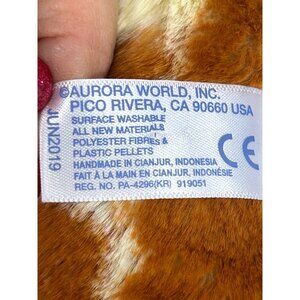 ©AURORA WORLD, INC.
PICO RIVERA, CA 90660 USA
SURFACE WASHABLE
ALL NEW MATERIALS
POLYESTER FIBRES &
PLASTIC PELLETS
HANDMADE IN CIANJUR, INDONESIA
FAIT À LA MAIN EN CIANJUR, INDONÉSIE
REG. NO. PA-4296(KR) 919051
CE
JUN2019